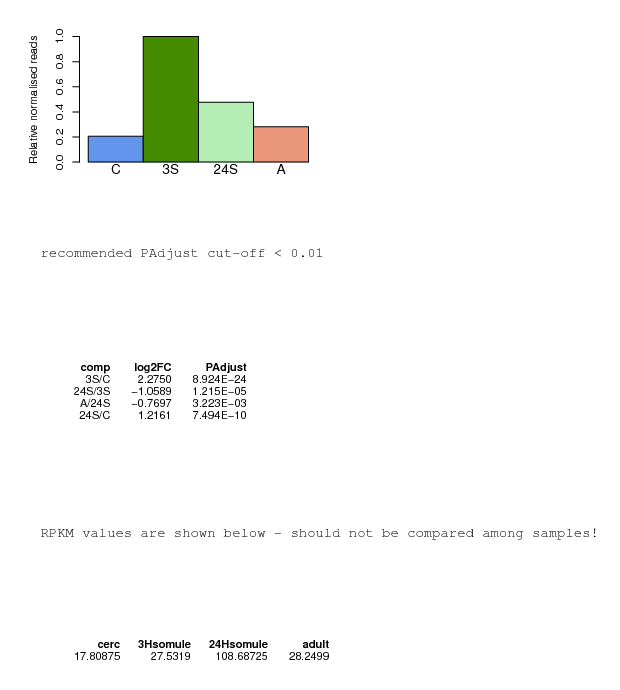 Relative normalised reads
1.0
0.8
0.6
0.4
0.2
0.0
C 3S 24S A
recommended PAdjust cut-off < 0.01
comp log2FC PAdjust
3S/C 2.2750 8.924E−24
24S/3S −1.0589 1.215E−05
A/24S −0.7697 3.223E−03
24S/C 1.2161 7.494E−10
RPKM values are shown below - should not be compared among samples!
cerc 3Hsomule 24Hsomule adult
17.80875 27.5319 108.68725 28.2499